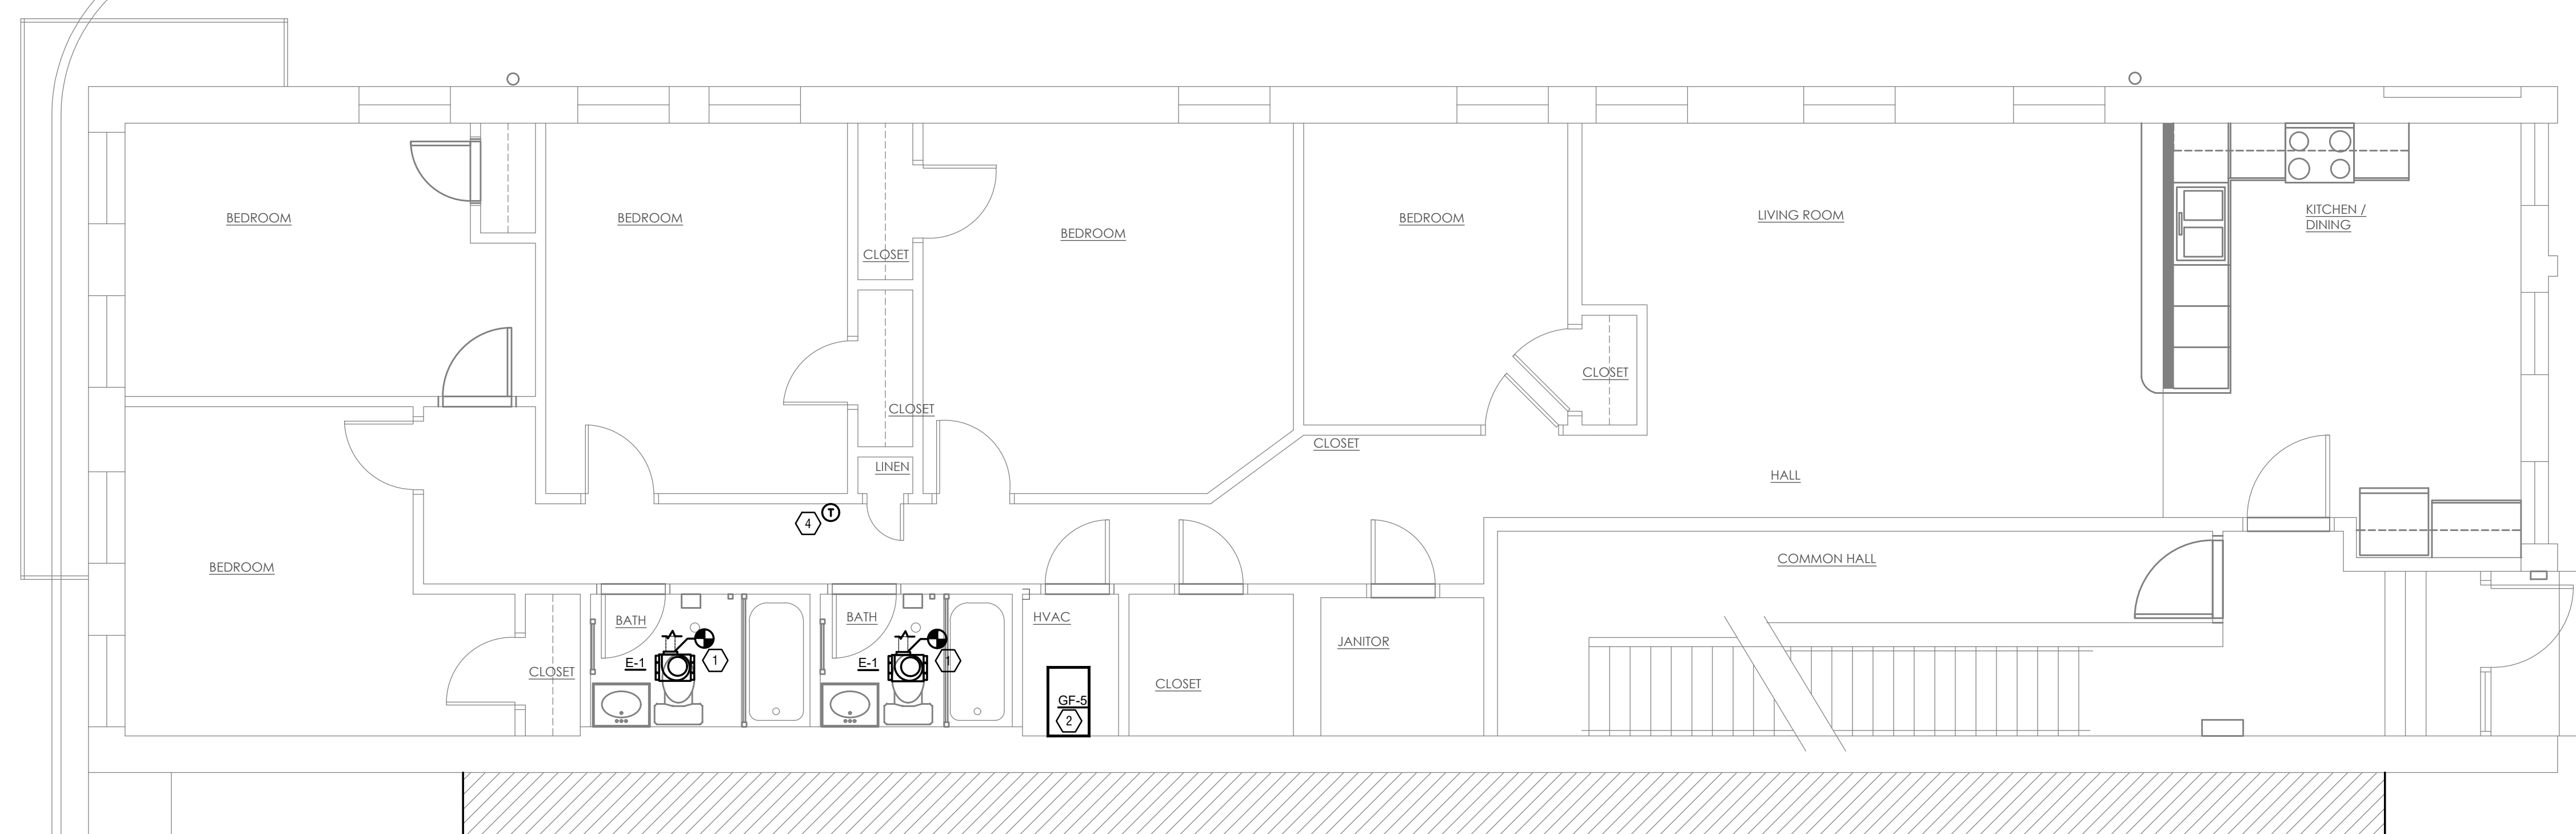 BEDROOM
BEDROOM
BEDROOM
BEDROOM
LIVING ROOM
KITCHEN /
DINING
CLOSET
CLOSET
CLOSET
CLOSET
LINEN
HALL
4
T
BEDROOM
COMMON HALL
BATH
BATH
HVAC
JANITOR
E-1
1
E-1
1
CLOSET
CLOSET
GF-5
2